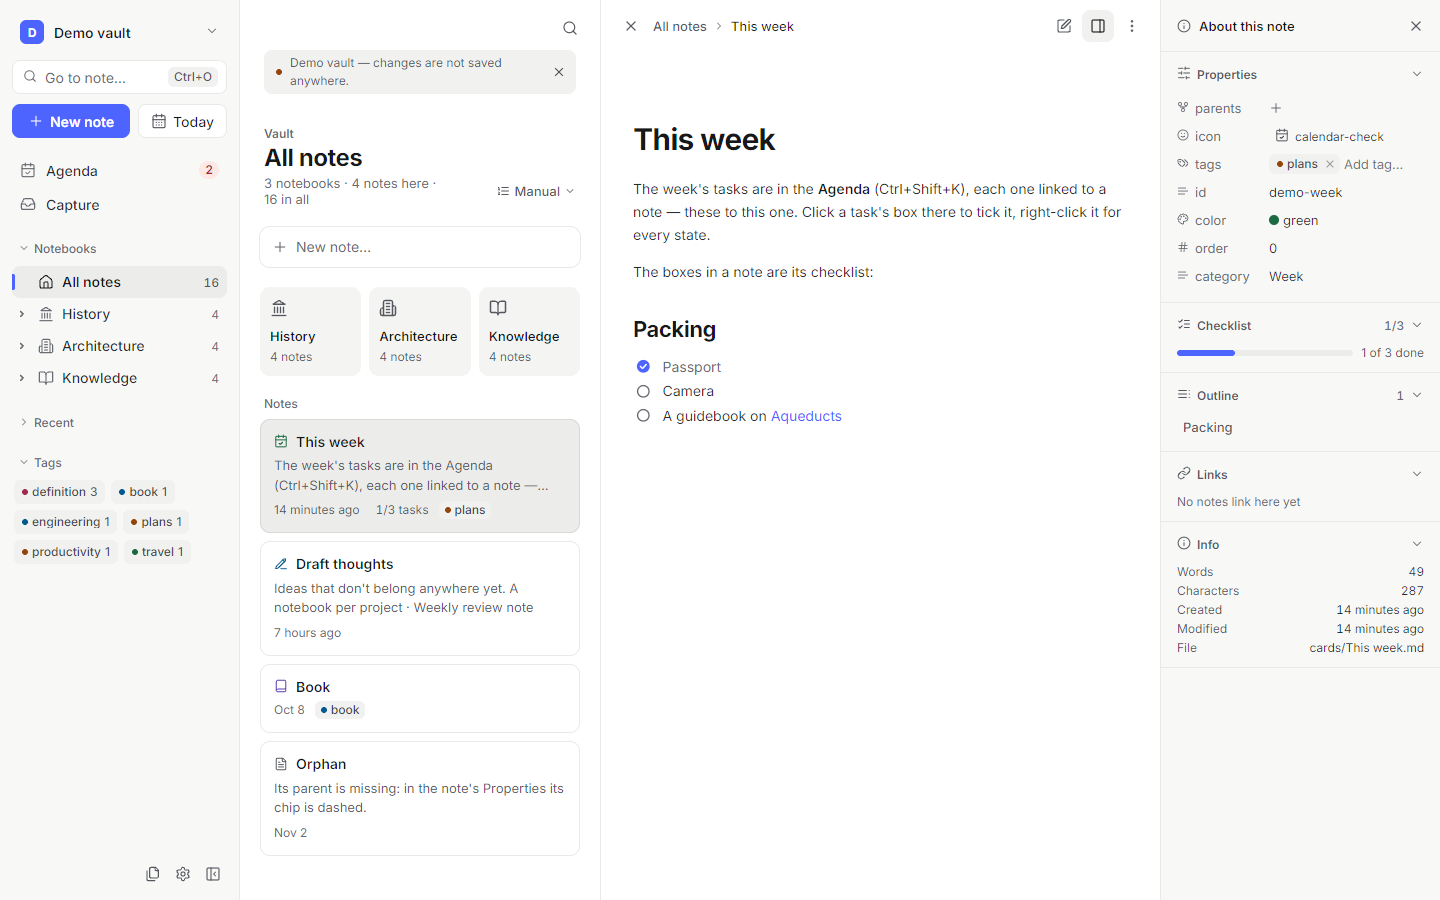 D Demo vault
Go to note... Ctrl+O
New note
Today
Agenda 2
Capture
Notebooks
All notes 16
History 4
Architecture 4
Knowledge 4
Recent
Tags
definition 3
book 1
engineering 1
plans 1
productivity 1
travel 1
Demo vault — changes are not saved
anywhere.
Vault
All notes
3 notebooks · 4 notes here ·
16 in all
Manual
New note...
History
4 notes
Architecture
4 notes
Knowledge
4 notes
Notes
This week
The week's tasks are in the Agenda
(Ctrl+Shift+K), each one linked to a note —...
14 minutes ago 1/3 tasks plans
Draft thoughts
Ideas that don't belong anywhere yet. A
notebook per project · Weekly review note
7 hours ago
Book
Oct 8 book
Orphan
Its parent is missing: in the note's Properties its
chip is dashed.
Nov 2
All notes > This week
This week
The week's tasks are in the Agenda (Ctrl+Shift+K), each one linked to a
note — these to this one. Click a task's box there to tick it, right-click it for
every state.
The boxes in a note are its checklist:
Packing
Passport
Camera
A guidebook on Aqueducts
About this note
Properties
parents
icon calendar-check
tags plans Add tag...
id demo-week
color green
order 0
category Week
Checklist 1/3
1 of 3 done
Outline 1
Packing
Links
No notes link here yet
Info
Words 49
Characters 287
Created 14 minutes ago
Modified 14 minutes ago
File cards/This week.md